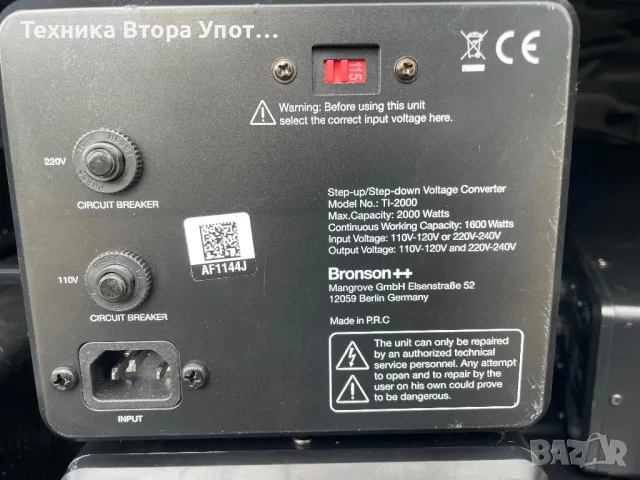 Техника Втора Упот...
115
Warning: Before using this unit
select the correct input voltage here.
220V
CIRCUIT BREAKER
Step-up/Step-down Voltage Converter
Model No.: TI-2000
Max.Capacity: 2000 Watts
Continuous Working Capacity: 1600Watts
Input Voltage: 110V-120V or 220V-240V
Output Voltage: 110V-120V and 220V-240V
AF1144J
110V
CIRCUIT BREAKER
Bronson++
Mangrove GmbH Elsenstraße 52
12059 Berlin Germany
Made in P.R.C
The unit can only be repaired
by an authorized technical
service personnel. Any attempt
to open and to repair by the
user on his own could prove
to be dangerous.
INPUT
CE
BAZAR